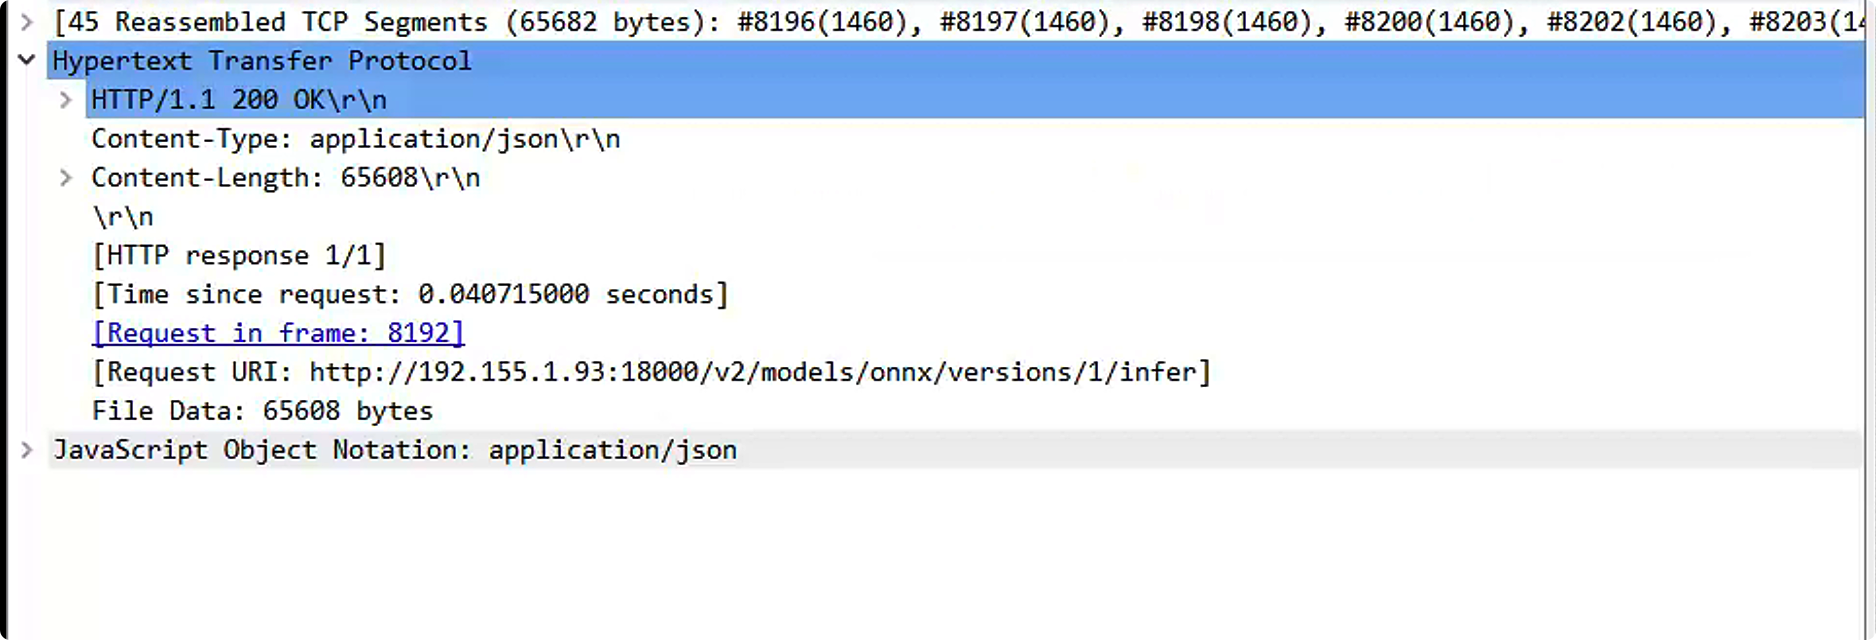 [45 Reassembled TCP Segments (65682 bytes): #8196(1460), #8197(1460), #8198(1460), #8200(1460), #8202(1460), #8203(14
Hypertext Transfer Protocol
HTTP/1.1 200 OK\r\n
Content-Type: application/json\r\n
Content-Length: 65608\r\n
\r\n
[HTTP response 1/1]
[Time since request: 0.040715000 seconds]
[Request in frame: 8192]
[Request URI: http://192.155.1.93:18000/v2/models/onnx/versions/1/infer]
File Data: 65608 bytes
JavaScript Object Notation: application/json